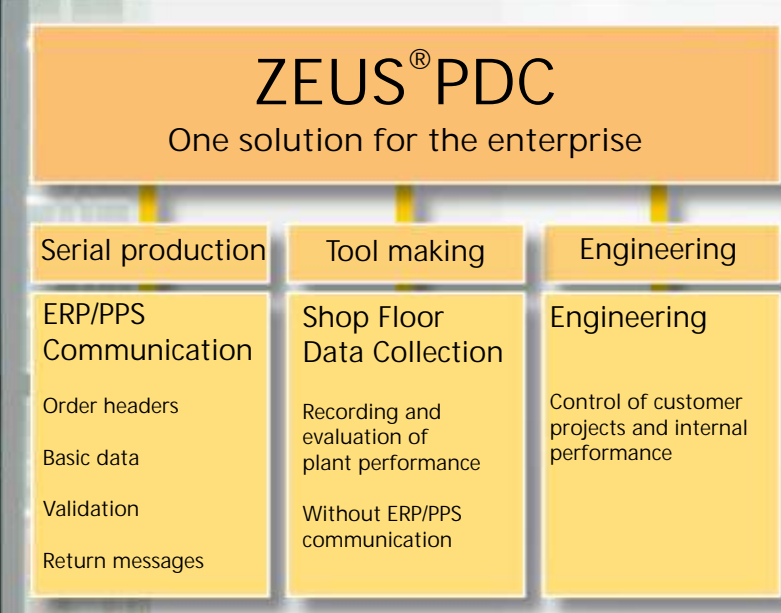 ZEUS®PDC
One solution for the enterprise
Serial production
Tool making
Engineering
ERP/PPS
Communication
Order headers
Basic data
Validation
Return messages
Shop Floor
Data Collection
Recording and
evaluation of
plant performance
Without ERP/PPS
communication
Engineering
Control of customer
projects and internal
performance